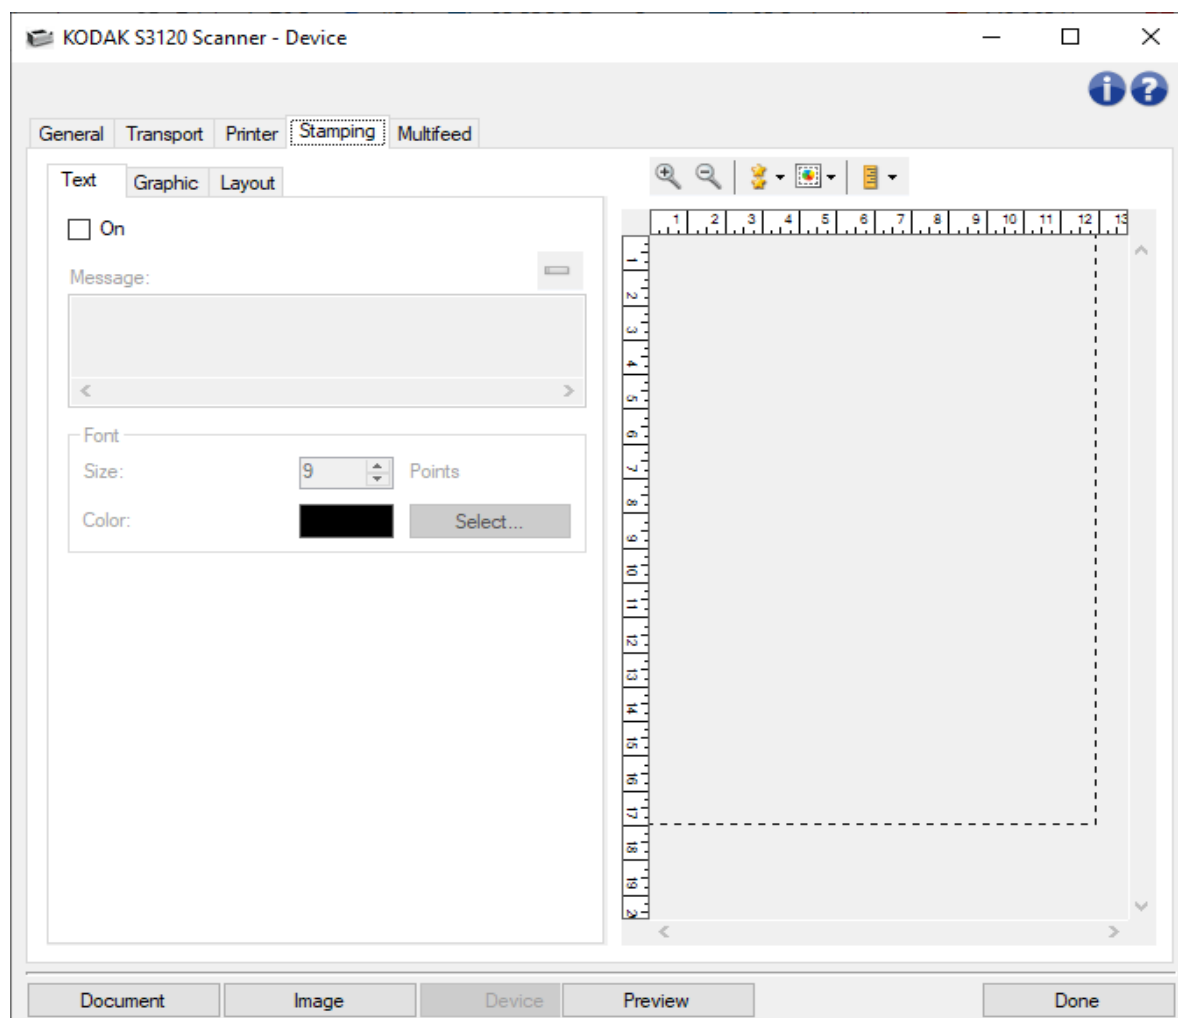 KODAK S3120 Scanner - Device
General Transport Printer Stamping Multifeed
Text Graphic Layout
On
Message:
Font
Size: 9 Points
Color: Select...
1 2 3 4 5 6 7 8 9 10 11 12 13
1
2
3
4
5
6
7
8
9
10
11
12
13
14
15
16
17
18
19
Document Image Device Preview Done